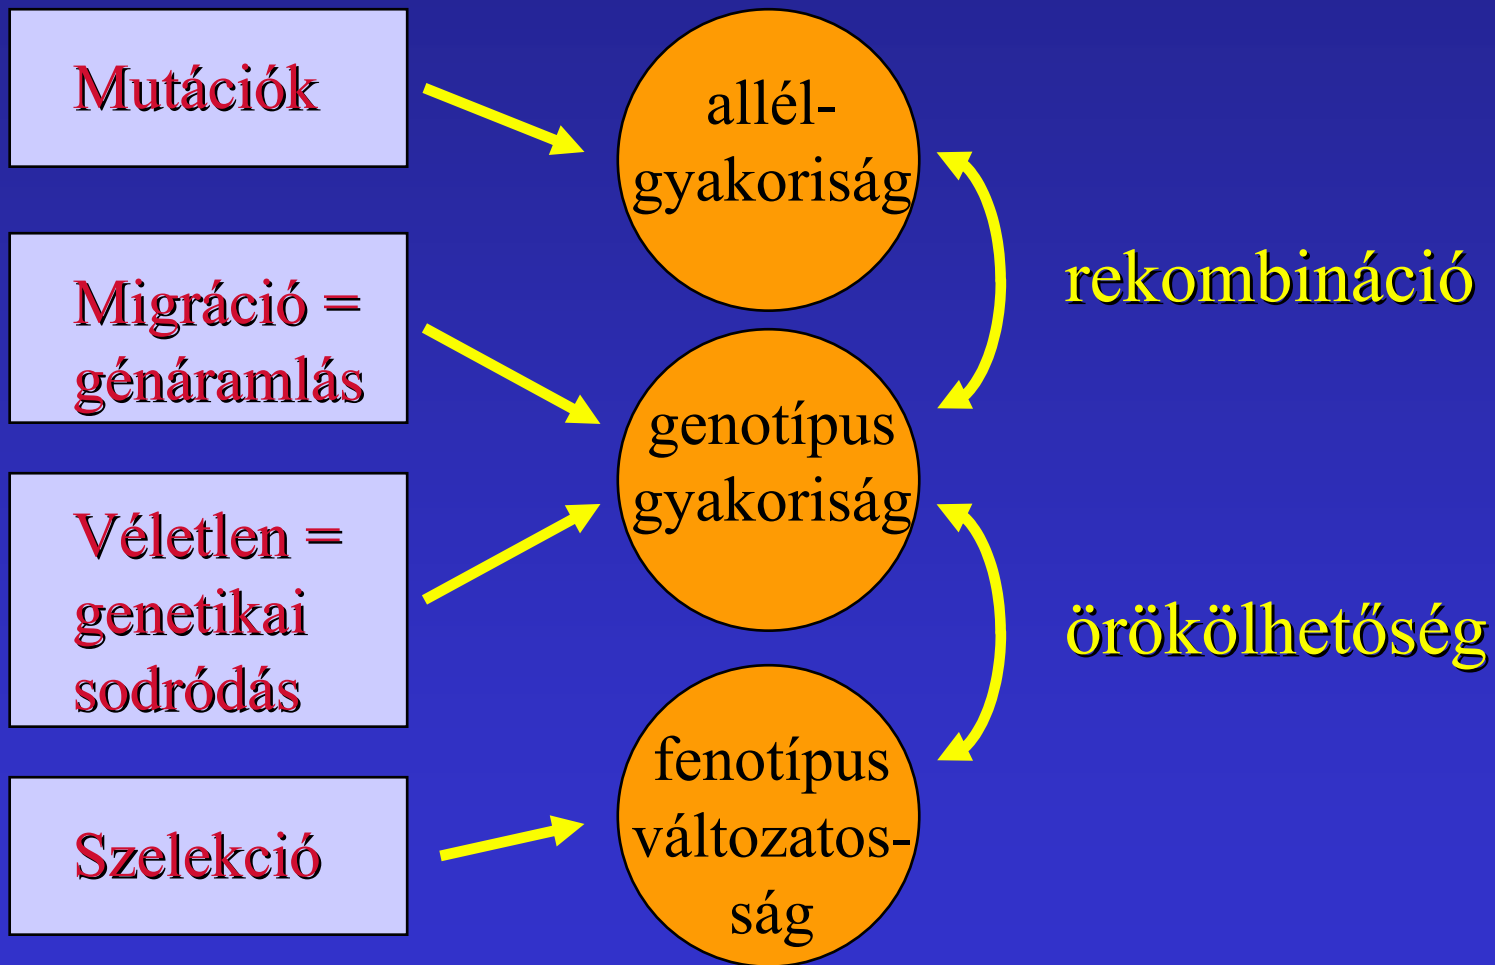 Mutációk
Migráció =
génáramlás
Véletlen =
genetikai
sodródás
Szelekció
allél-
gyakoriság
genotípus
gyakoriság
fenotípus
változatos-
ság
rekombináció
örökölhetőség